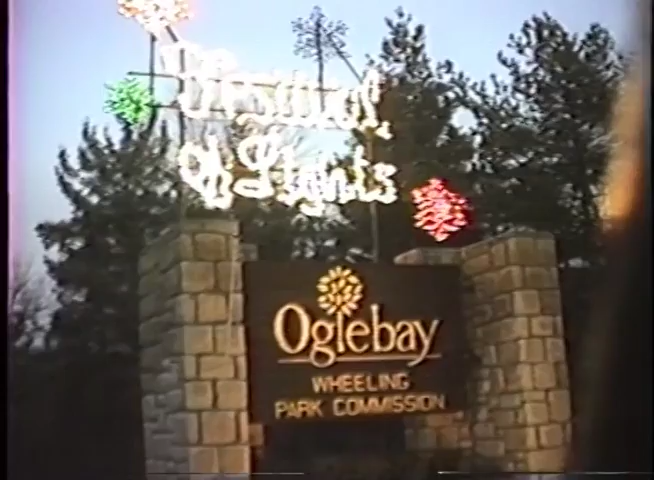 Festival
of Lights
Oglebay
WHEELING
PARK COMMISSION